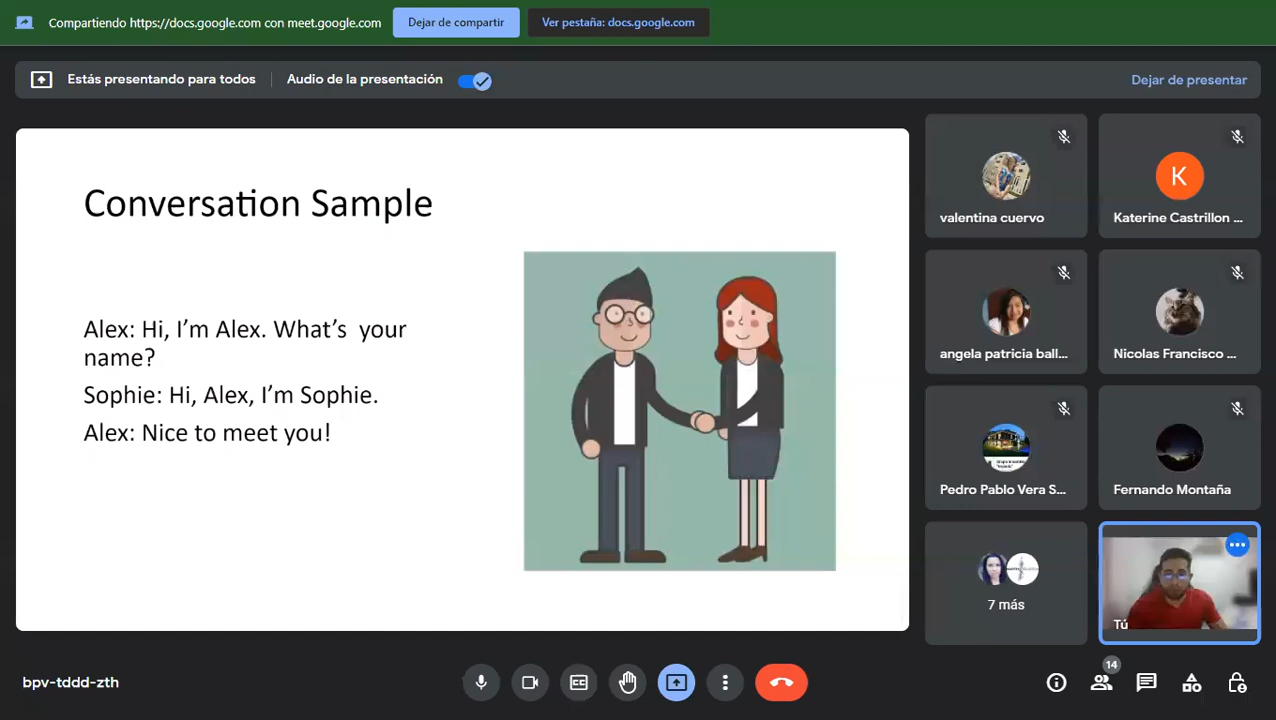 Compartiendo https://docs.google.com con meet.google.com
Dejar de compartir
Ver pestaña: docs.google.com
Estás presentando para todos
Audio de la presentación
Dejar de presentar
Conversation Sample
Alex: Hi, I’m Alex. What’s  your
name?
Sophie: Hi, Alex, I’m Sophie.
Alex: Nice to meet you!
valentina cuervo
K
Katerine Castrillon ...
angela patricia ball...
Nicolas Francisco ...
Pedro Pablo Vera S...
Fernando Montaña
7 más
Tú
bpv-tddd-zth
CC
14